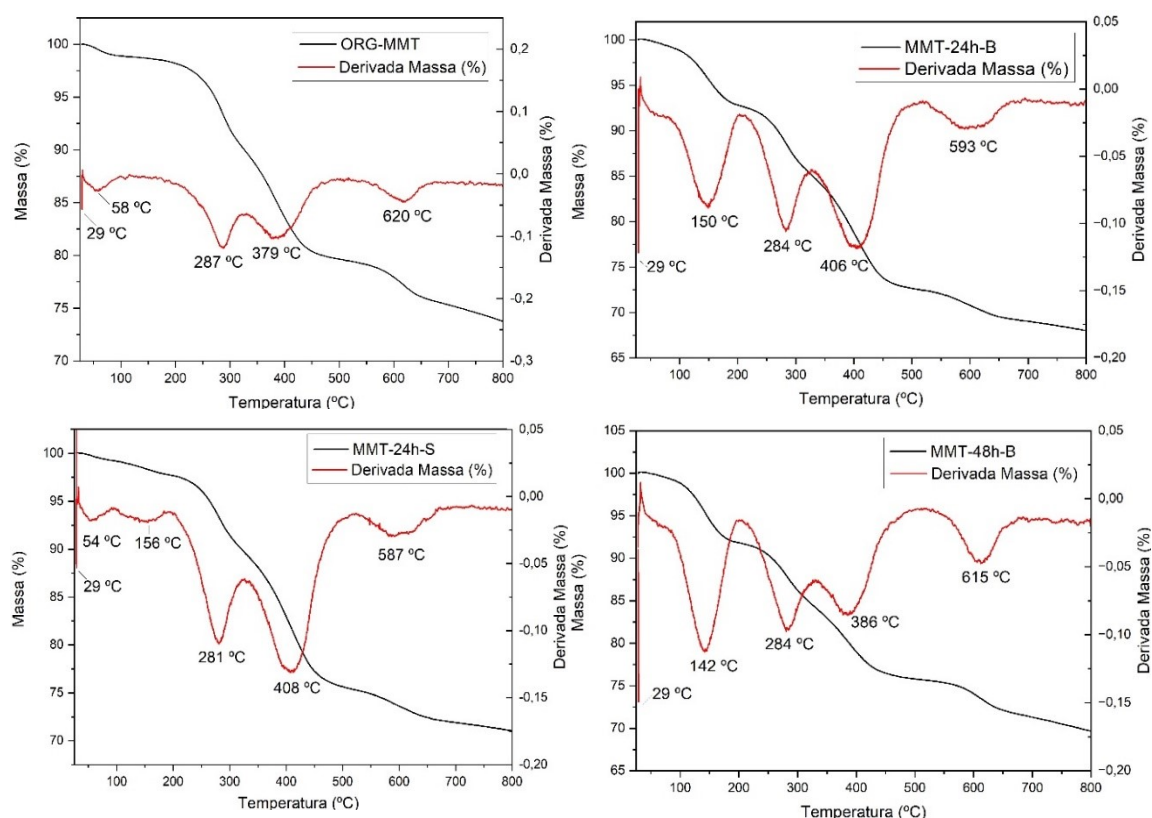 ORG-MMT
Derivada Massa (%)
100
95
90
85
80
75
70
0,2
0,1
0,0
−0,1
−0,2
−0,3
29 ºC
58 ºC
287 ºC
379 ºC
620 ºC
100 200 300 400 500 600 700 800
Massa (%)
Derivada Massa (%)
Temperatura (ºC)
MMT-24h-B
Derivada Massa (%)
100
95
90
85
80
75
70
65
0,05
0,00
−0,05
−0,10
−0,15
−0,20
29 ºC
150 ºC
284 ºC
406 ºC
593 ºC
100 200 300 400 500 600 700 800
Massa (%)
Derivada Massa (%)
Temperatura (ºC)
MMT-24h-S
Derivada Massa (%)
100
95
90
85
80
75
70
0,05
0,00
−0,05
−0,10
−0,15
−0,20
54 ºC
156 ºC
29 ºC
281 ºC
408 ºC
587 ºC
100 200 300 400 500 600 700 800
Massa (%)
Derivada Massa (%)
Temperatura (ºC)
MMT-48h-B
Derivada Massa (%)
105
100
95
90
85
80
75
70
65
0,05
0,00
−0,05
−0,10
−0,15
−0,20
29 ºC
142 ºC
284 ºC
386 ºC
615 ºC
100 200 300 400 500 600 700 800
Massa (%)
Derivada Massa (%)
Temperatura (ºC)